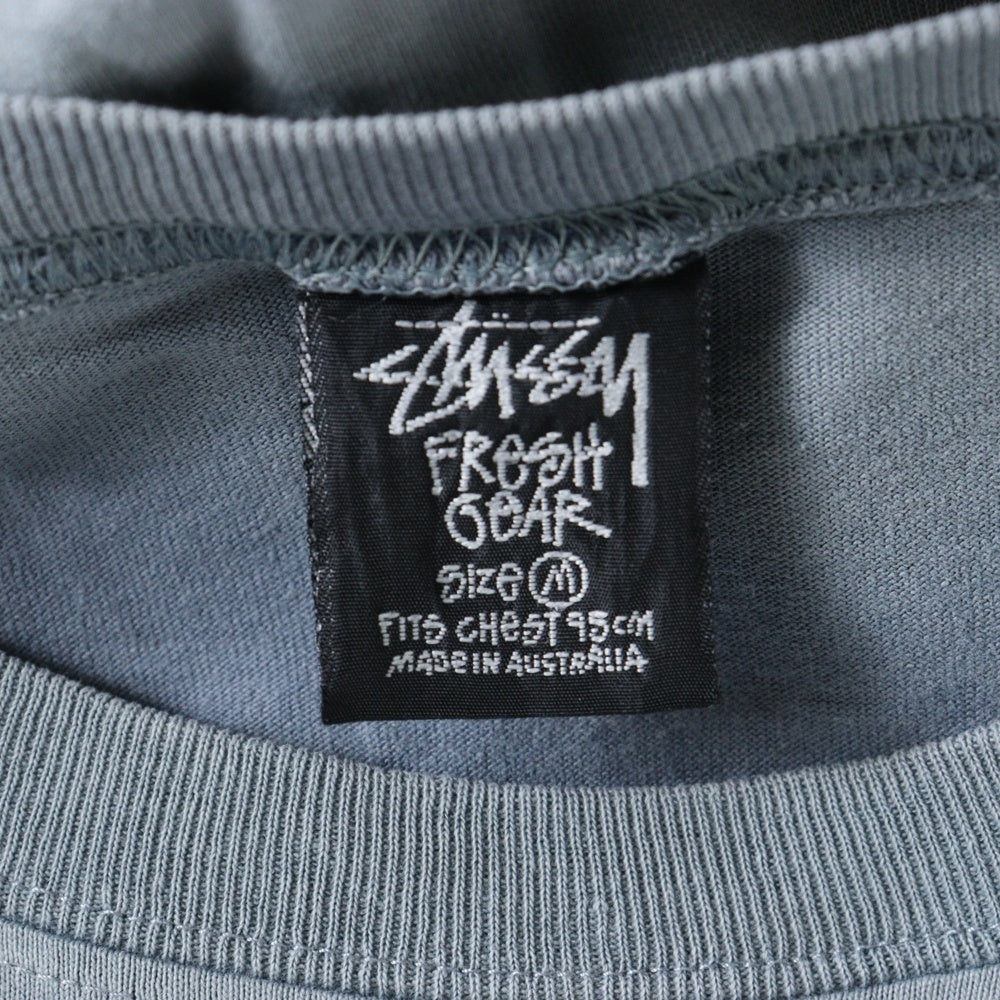 STÜSSY
FRESH
GEAR
SIZE M
FITS CHEST 95CM
MADE IN AUSTRALIA